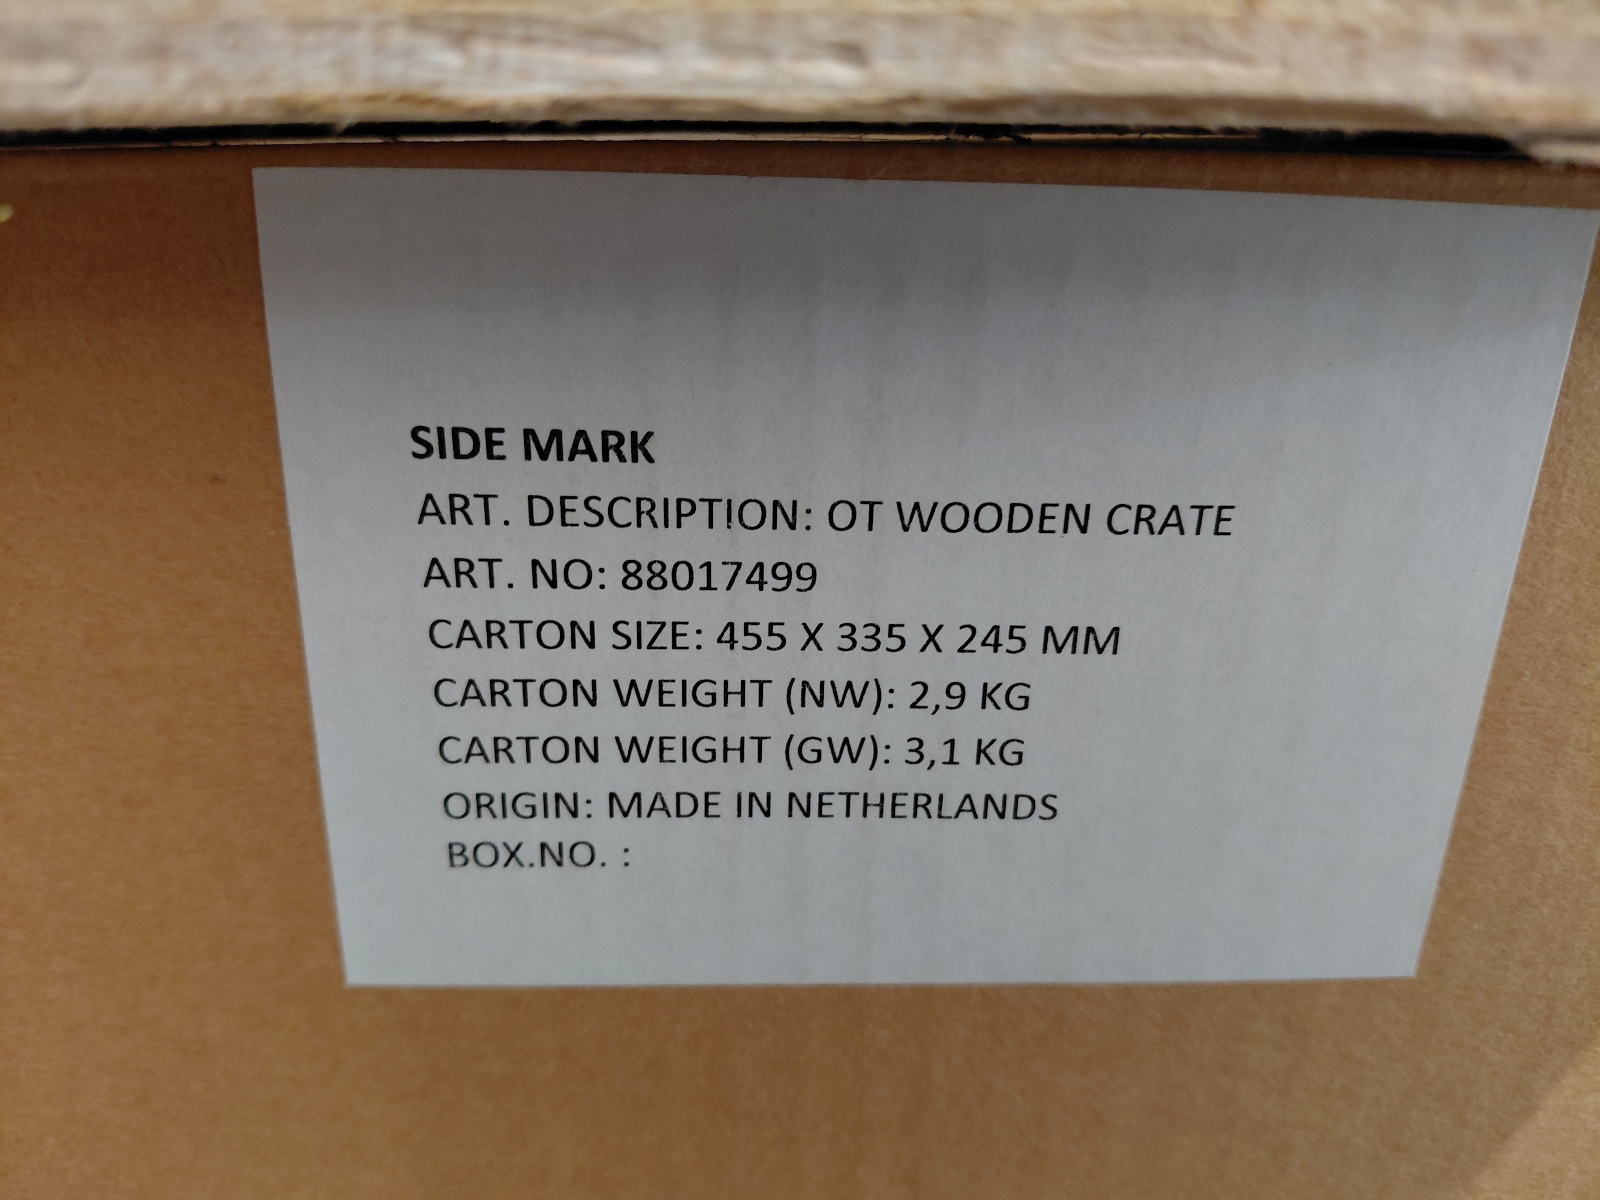 SIDE MARK
ART. DESCRIPTION: OT WOODEN CRATE
ART. NO: 88017499
CARTON SIZE: 455 X 335 X 245 MM
CARTON WEIGHT (NW): 2,9 KG
CARTON WEIGHT (GW): 3,1 KG
ORIGIN: MADE IN NETHERLANDS
BOX.NO. :